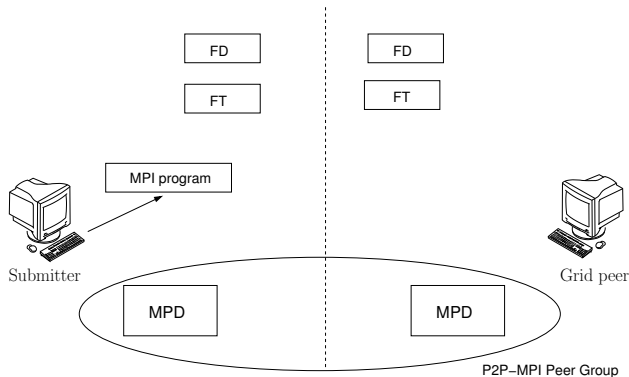 FD
FD
FT
FT
MPI program
Submitter
Grid peer
MPD
MPD
P2P−MPI Peer Group